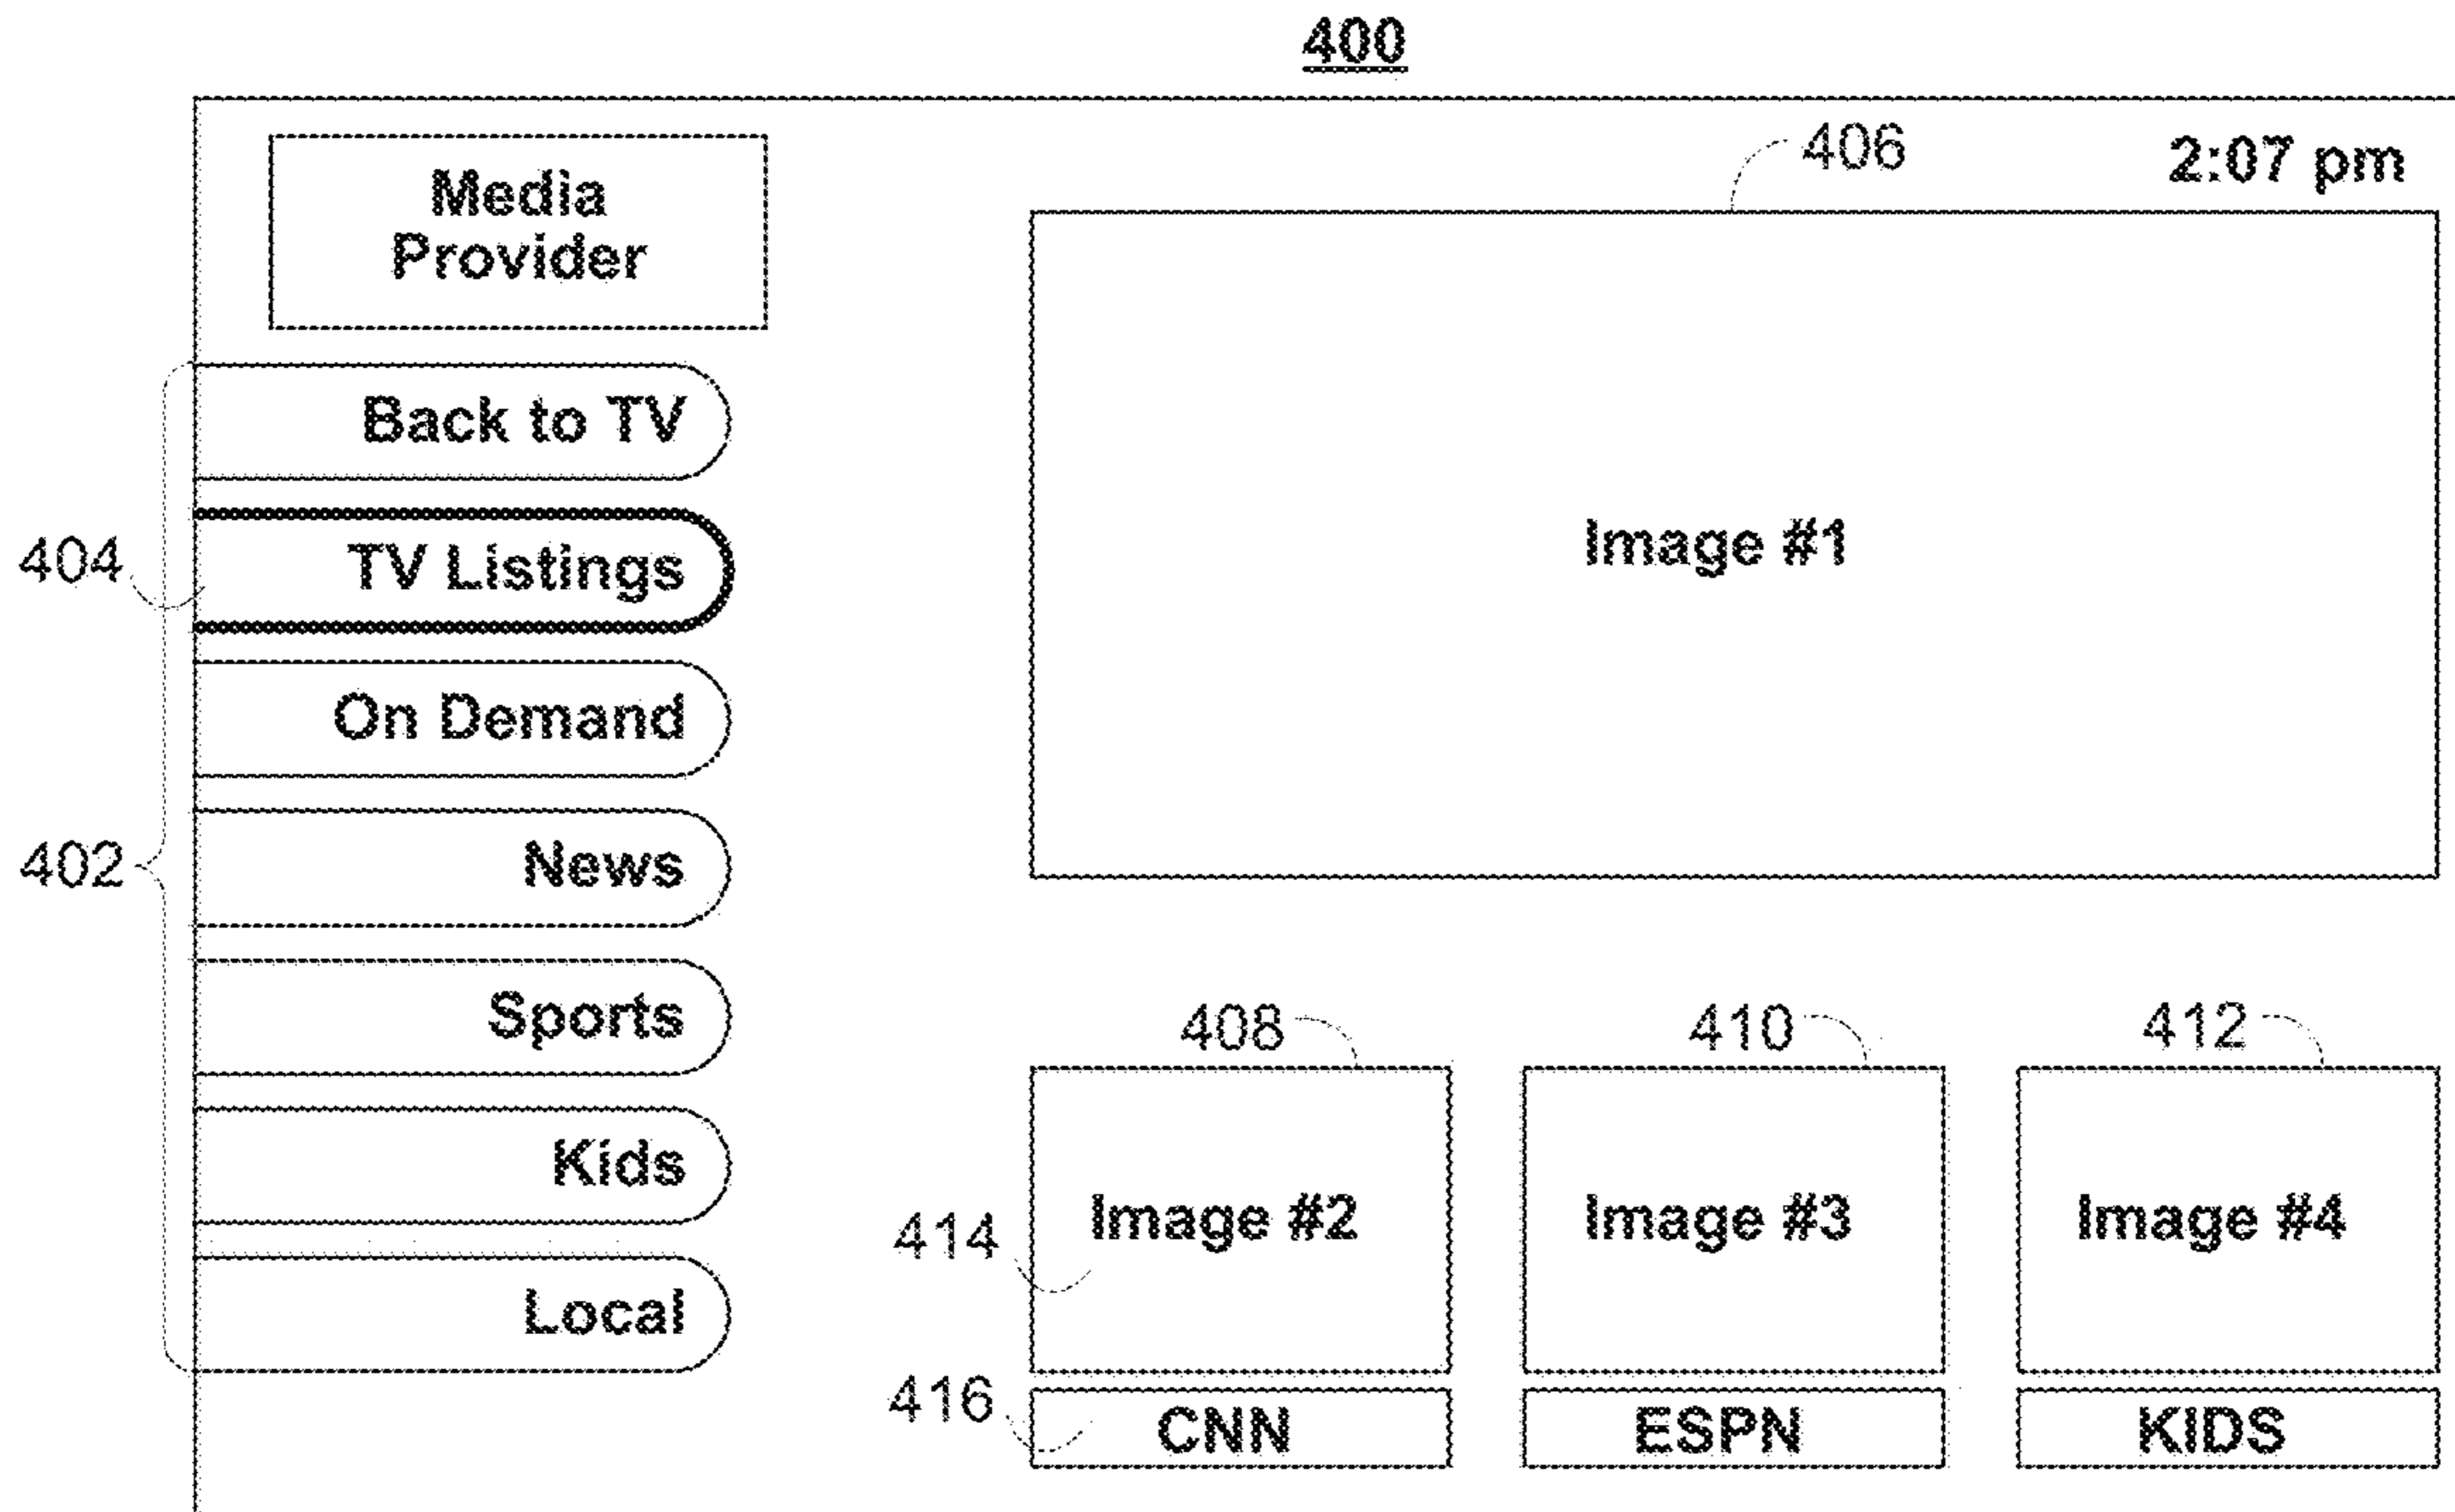 400
406
2:07 pm
Media
Provider
Back to TV
404
TV Listings
Image #1
On Demand
402
News
Sports
408
410
412
Kids
414
Image #2
Image #3
Image #4
Local
416
CNN
ESPN
KIDS